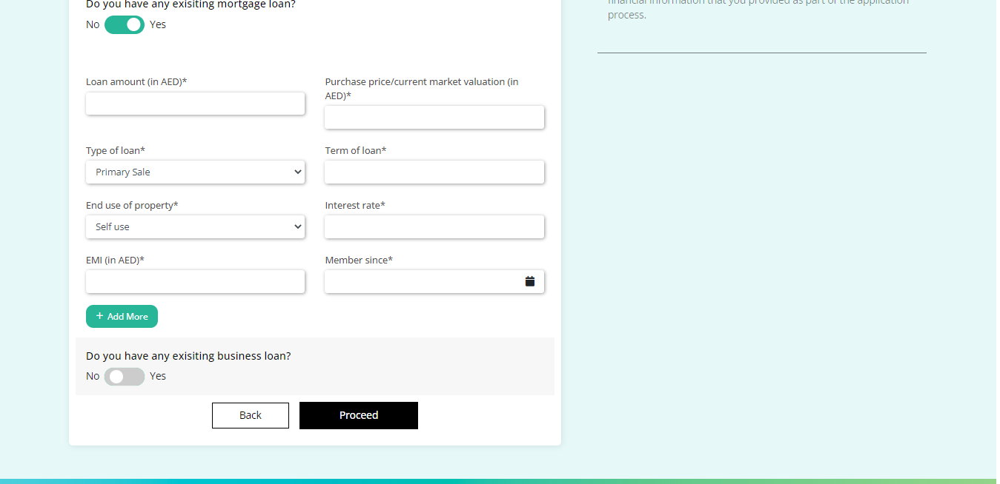 Do you have any exisiting mortgage loan?
No Yes
financial information that you provided as part of the application
process.
Loan amount (in AED)*
Purchase price/current market valuation (in
AED)*
Type of loan*
Primary Sale
Term of loan*
End use of property*
Self use
Interest rate*
EMI (in AED)*
Member since*
+ Add More
Do you have any exisiting business loan?
No Yes
Back
Proceed